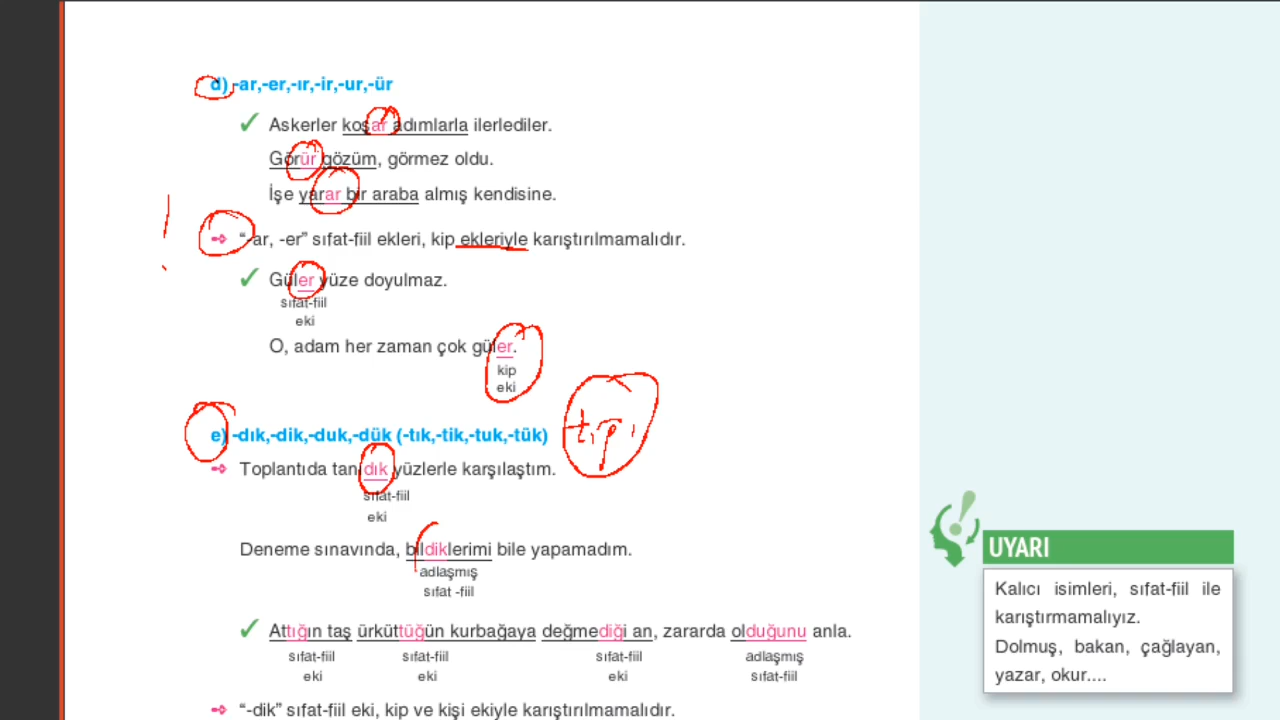 d) -ar,-er,-ır,-ir,-ur,-ür
✓ Askerler koşar adımlarla ilerlediler.
Görür gözüm, görmez oldu.
İşe yarar bir araba almış kendisine.
!
“-ar, -er” sıfat-fiil ekleri, kip ekleriyle karıştırılmamalıdır.
✓ Güler yüze doyulmaz.
sıfat-fiil
eki
O, adam her zaman çok güler.
kip
eki
e) -dık,-dik,-duk,-dük (-tık,-tik,-tuk,-tük)
Toplantıda tanıdık yüzlerle karşılaştım.
sıfat-fiil
eki
Deneme sınavında, bildiklerimi bile yapamadım.
adlaşmış
sıfat -fiil
✓ Attığın taş ürküttüğün kurbağaya değmediği an, zararda olduğunu anla.
sıfat-fiil sıfat-fiil sıfat-fiil adlaşmış
eki eki eki sıfat-fiil
“-dik” sıfat-fiil eki, kip ve kişi ekiyle karıştırılmamalıdır.
UYARI
Kalıcı isimleri, sıfat-fiil ile
karıştırmamalıyız.
Dolmuş, bakan, çağlayan,
yazar, okur....